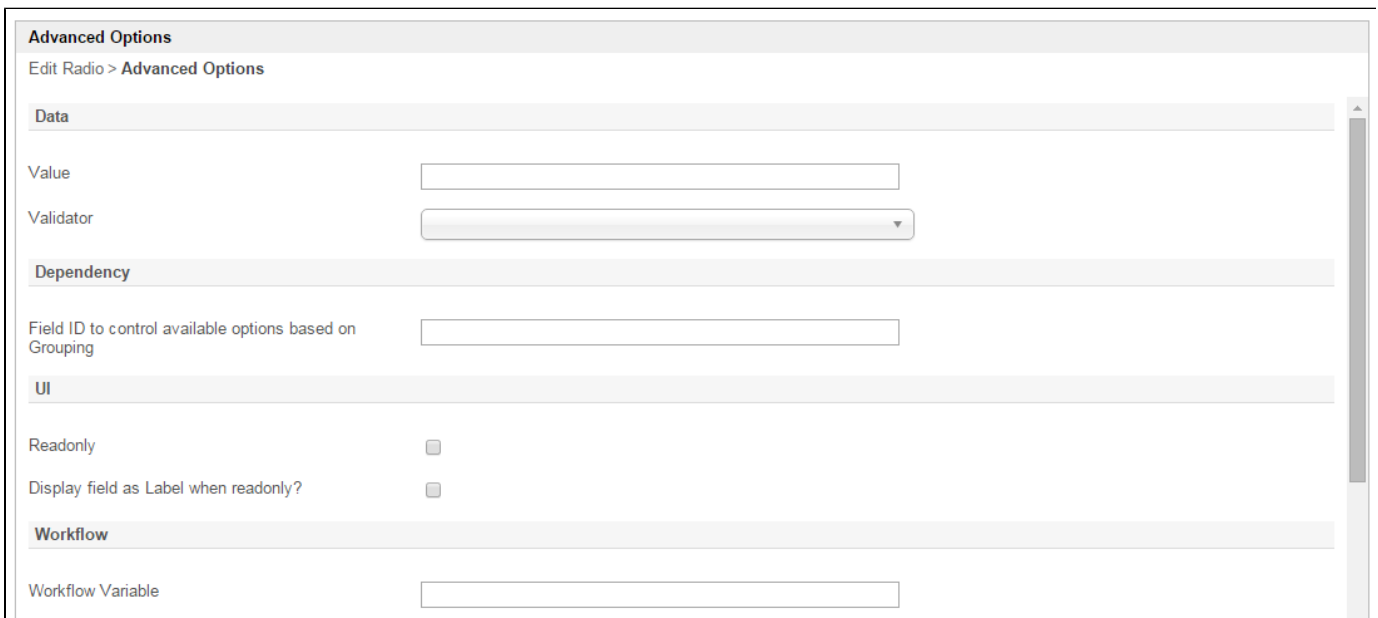 Advanced Options
Edit Radio > Advanced Options
Data
Value
Validator
Dependency
Field ID to control available options based on
Grouping
UI
Readonly
Display field as Label when readonly?
Workflow
Workflow Variable